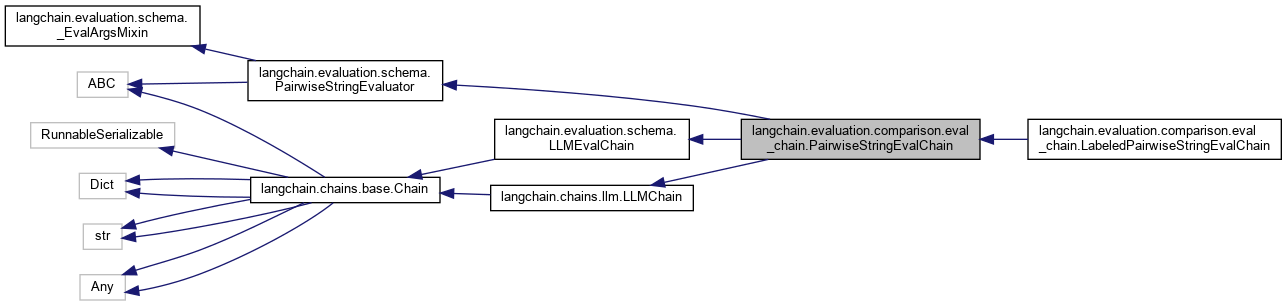 langchain.evaluation.schema.
_EvalArgsMixin
ABC
langchain.evaluation.schema.
PairwiseStringEvaluator
RunnableSerializable
langchain.evaluation.schema.
LLMEvalChain
langchain.evaluation.comparison.eval
_chain.PairwiseStringEvalChain
langchain.evaluation.comparison.eval
_chain.LabeledPairwiseStringEvalChain
Dict
langchain.chains.base.Chain
langchain.chains.llm.LLMChain
str
Any